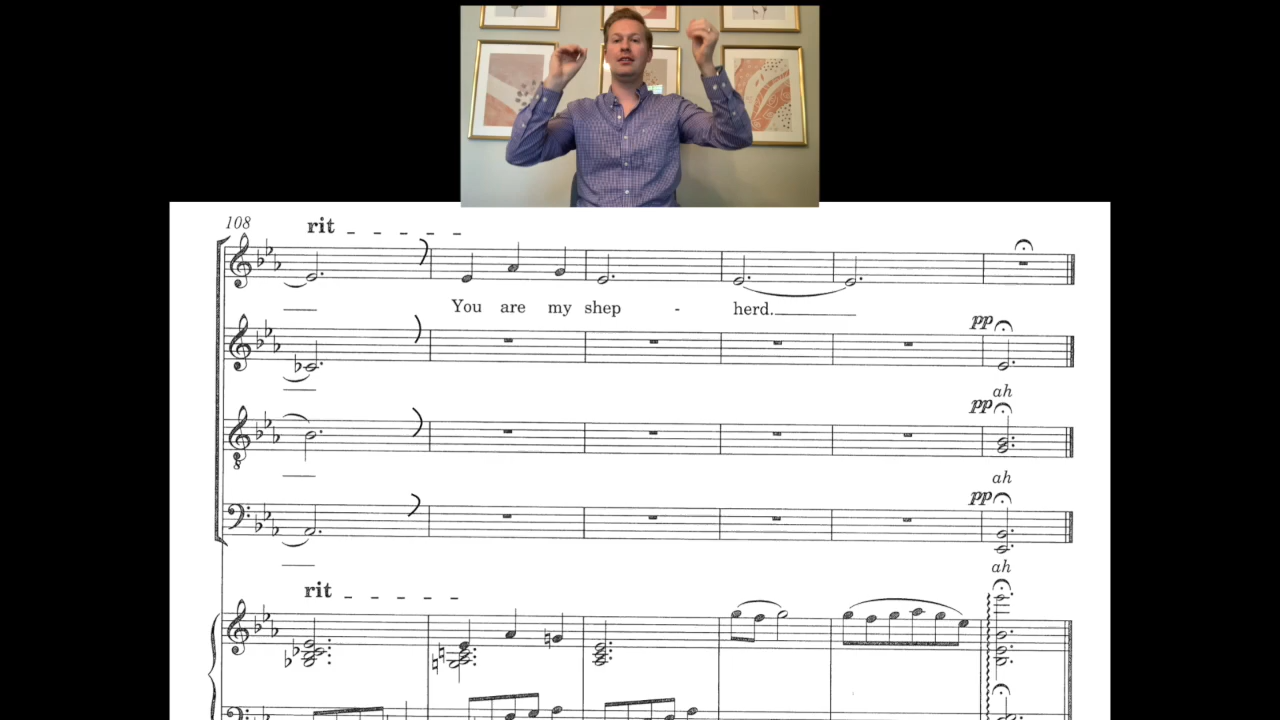 108
rit _ _ _ _ _
You are my shep - herd.
pp
ah
pp
ah
pp
ah
rit _ _ _ _ _